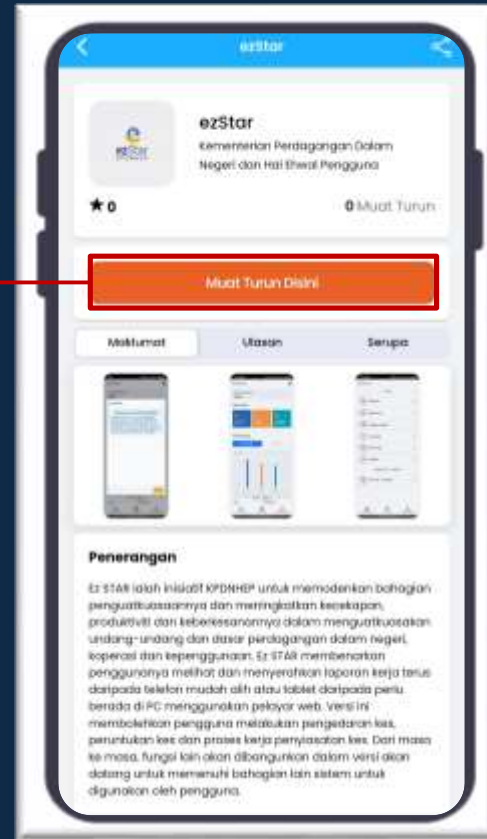 ezStar
ezStar
Kementerian Perdagangan Dalam
Negeri dan Hal Ehwal Pengguna
★ 0
0 Muat Turun
Muat Turun Disini
Maklumat
Ulasan
Serupa
Penerangan
Ez STAR ialah inisiatif KPDNHEP untuk memodenkan bahagian
penguatkuasaannya dan meningkatkan kecekapan,
produktiviti dan keberkesanannya dalam menguatkuasakan
undang-undang dan dasar perdagangan dalam negeri,
koperasi dan kepenggunaan. Ez STAR membenarkan
penggunanya melihat dan menyerahkan laporan kerja terus
daripada telefon mudah alih atau tablet daripada perlu
berada di PC menggunakan pelayar web. Versi ini
membolehkan pengguna melakukan pengedaran kes,
peruntukan kes dan proses kerja penyiasatan kes. Dari masa
ke masa, fungsi lain akan dibangunkan dalam versi akan
datang untuk memenuhi bahagian lain sistem untuk
digunakan oleh pengguna.